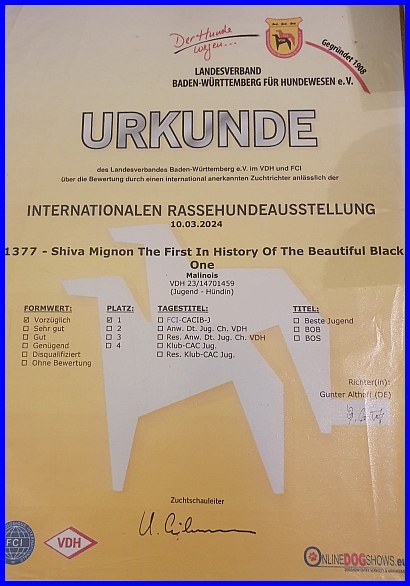 Der Hunde
wegen...
Gegründet 1908
LANDESVERBAND
BADEN-WÜRTTEMBERG FÜR HUNDEWESEN e.V.
URKUNDE
des Landesverbandes Baden-Württemberg e.V. im VDH und FCI
über die Bewertung durch einen international anerkannten Zuchtrichter anlässlich der
INTERNATIONALEN RASSEHUNDEAUSSTELLUNG
10.03.2024
1377 - Shiva Mignon The First In History Of The Beautiful Black
One
Malinois
VDH 23/14701459
(Jugend - Hündin)
FORMWERT: PLATZ: TAGESTITEL: TITEL:
☑ Vorzüglich ☑ 1 ☐ FCI-CACIB-J ☐ Beste Jugend
☐ Sehr gut ☐ 2 ☐ Anw. Dt. Jug. Ch. VDH ☐ BOB
☐ Gut ☐ 3 ☐ Res. Anw. Dt. Jug. Ch. VDH ☐ BOS
☐ Genügend ☐ 4 ☐ Klub-CAC Jug.
☐ Disqualifiziert ☐ Res. Klub-CAC Jug.
☐ Ohne Bewertung
Richter(in):
Gunter Althoff (DE)
Zuchtschauleiter
FCI
VDH
ONLINEDOGSHOWS.eu